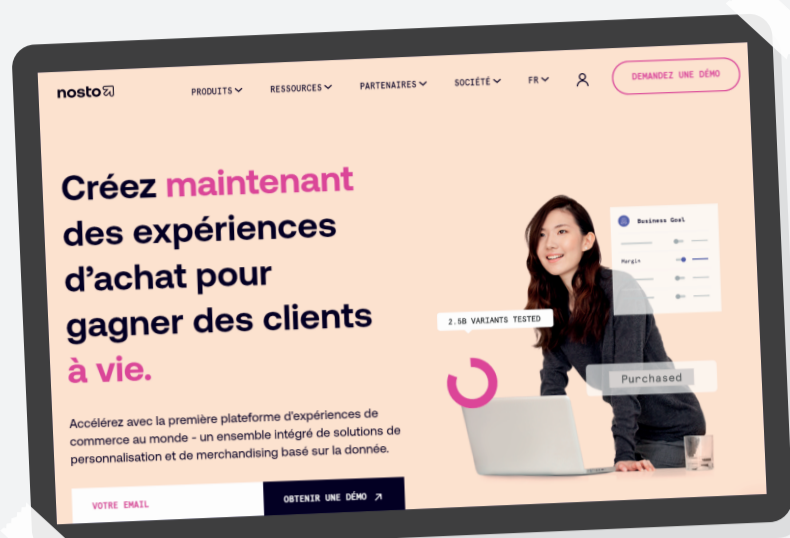 nosto
PRODUITS
RESSOURCES
PARTENAIRES
SOCIÉTÉ
FR
DEMANDEZ UNE DÉMO
Créez maintenant
des expériences
d'achat pour
gagner des clients
à vie.
Accélérez avec la première plateforme d'expériences de
commerce au monde - un ensemble intégré de solutions de
personnalisation et de merchandising basé sur la donnée.
VOTRE EMAIL
OBTENIR UNE DÉMO
Business Goal
Margin
2.5B VARIANTS TESTED
Purchased